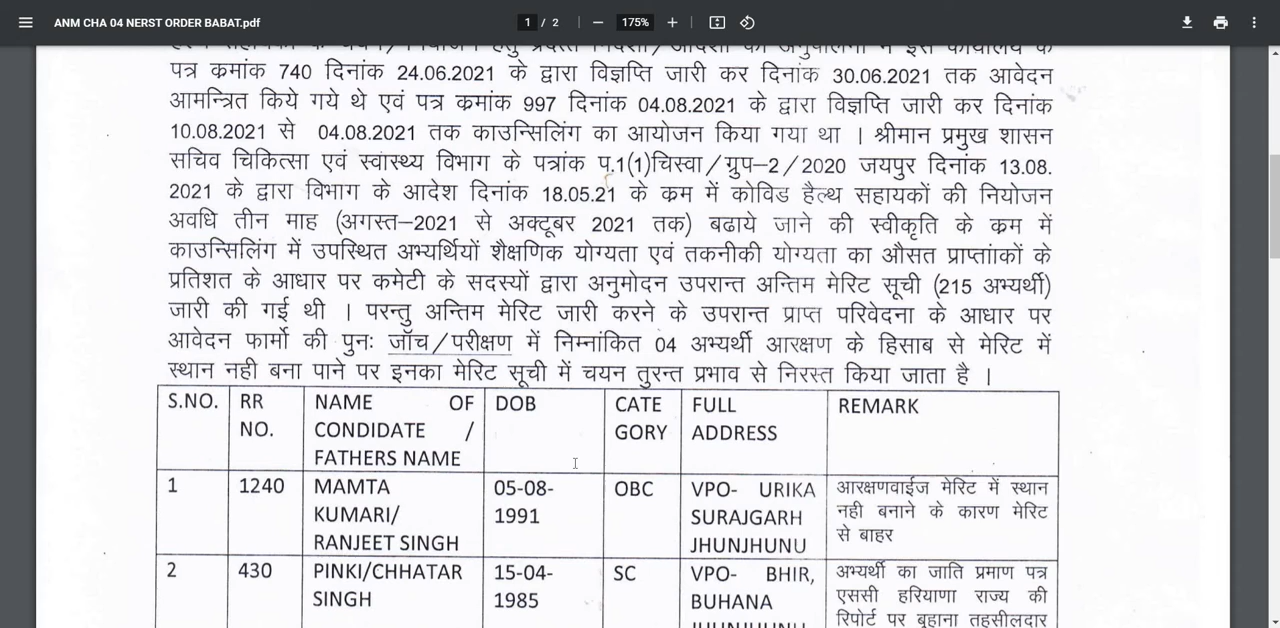 ANM CHA 04 NERST ORDER BABAT.pdf
1 / 2
175%
पत्र क्रमांक 740 दिनांक 24.06.2021 के द्वारा विज्ञप्ति जारी कर दिनांक 30.06.2021 तक आवेदन
आमन्त्रित किये गये थे एवं पत्र क्रमांक 997 दिनांक 04.08.2021 के द्वारा विज्ञप्ति जारी कर दिनांक
10.08.2021 से 04.08.2021 तक काउन्सिलिंग का आयोजन किया गया था । श्रीमान प्रमुख शासन
सचिव चिकित्सा एवं स्वास्थ्य विभाग के पत्रांक प.1(1)चिस्वा/ग्रुप–2/2020 जयपुर दिनांक 13.08.
2021 के द्वारा विभाग के आदेश दिनांक 18.05.21 के क्रम में कोविड हैल्थ सहायकों की नियोजन
अवधि तीन माह (अगस्त–2021 से अक्टूबर 2021 तक) बढाये जाने की स्वीकृति के क्रम में
काउन्सिलिंग में उपस्थित अभ्यर्थियों शैक्षणिक योग्यता एवं तकनीकी योग्यता का औसत प्राप्तांाकों के
प्रतिशत के आधार पर कमेटी के सदस्यों द्वारा अनुमोदन उपरान्त अन्तिम मेरिट सूची (215 अभ्यर्थी)
जारी की गई थी । परन्तु अन्तिम मेरिट जारी करने के उपरान्त प्राप्त परिवेदना के आधार पर
आवेदन फार्मो की पुनः जॉच/परीक्षण में निम्नांकित 04 अभ्यर्थी आरक्षण के हिसाब से मेरिट में
स्थान नही बना पाने पर इनका मेरिट सूची में चयन तुरन्त प्रभाव से निरस्त किया जाता है ।
S.NO. RR NAME OF DOB CATE FULL REMARK
NO. CONDIDATE / GORY ADDRESS
FATHERS NAME
1 1240 MAMTA 05-08- OBC VPO- URIKA आरक्षणवाईज मेरिट में स्थान
KUMARI/ 1991 SURAJGARH नही बनाने के कारण मेरिट
RANJEET SINGH JHUNJHUNU से बाहर
2 430 PINKI/CHHATAR 15-04- SC VPO- BHIR, अभ्यर्थी का जाति प्रमाण पत्र
SINGH 1985 BUHANA एससी हरियाणा राज्य की
JHUNJHUNU रिपोर्ट पर बुहाना तहसीलदार